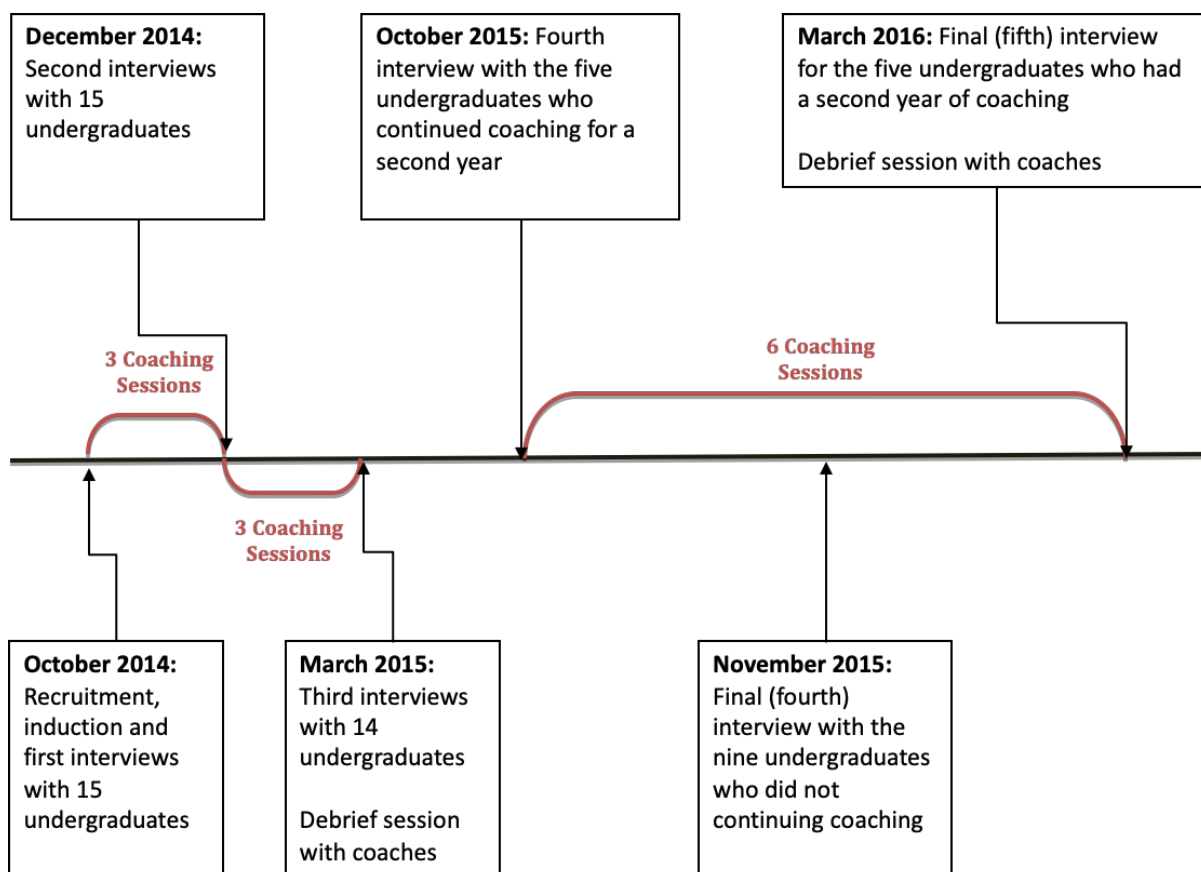 December 2014:
Second interviews
with 15
undergraduates
October 2015: Fourth
interview with the five
undergraduates who
continued coaching for a
second year
March 2016: Final (fifth) interview
for the five undergraduates who had
a second year of coaching
Debrief session with coaches
3 Coaching
Sessions
6 Coaching
Sessions
3 Coaching
Sessions
October 2014:
Recruitment,
induction and
first interviews
with 15
undergraduates
March 2015:
Third interviews
with 14
undergraduates
Debrief session
with coaches
November 2015:
Final (fourth)
interview with the
nine undergraduates
who did not
continuing coaching